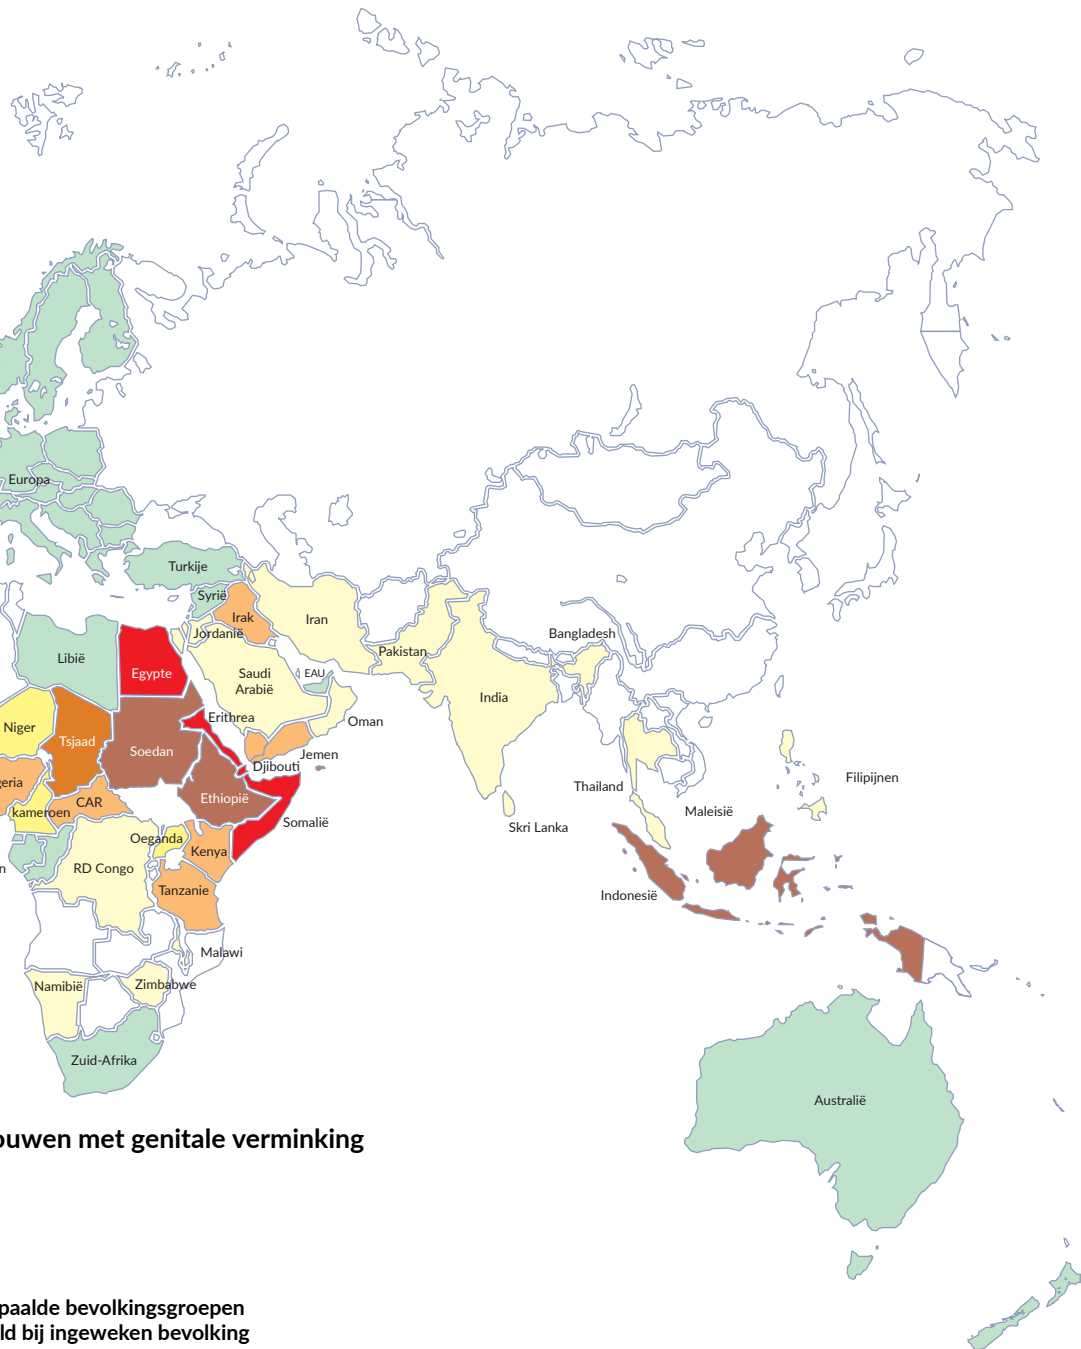 Europa
Turkije
Syrië
Irak
Iran
Jordanië
Bangladesh
Pakistan
Libië
Egypte
Saudi
Arabië
EAU
India
Niger
Tsjaad
Erithrea
Oman
Soedan
Jemen
Djibouti
Filipijnen
geria
Thailand
Ethiopië
CAR
kameroen
Maleisië
Somalië
Skri Lanka
Oeganda
Kenya
n
RD Congo
Tanzanie
Indonesië
Malawi
Namibië
Zimbabwe
Zuid-Afrika
Australië
ouwen met genitale verminking
paalde bevolkingsgroepen
ld bij ingeweken bevolking